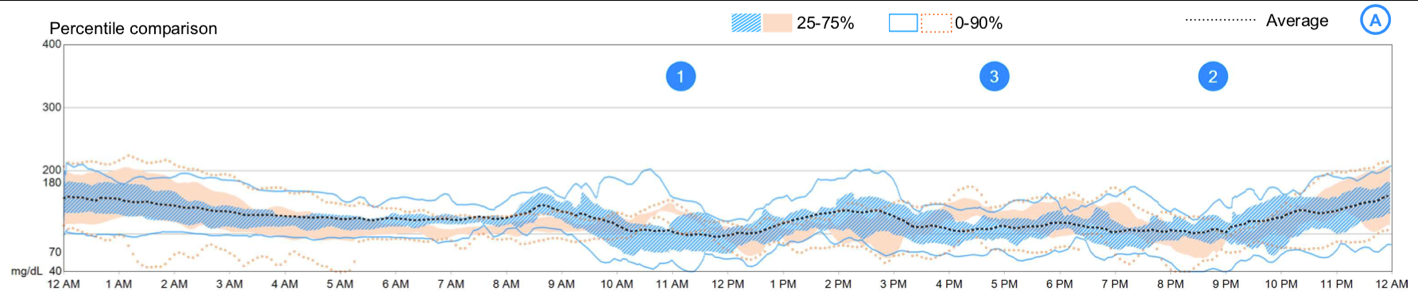 25-75% 0-90% Average A
Percentile comparison
400
1 3 2
300
200
180
70
mg/dL 40
12 AM 1 AM 2 AM 3 AM 4 AM 5 AM 6 AM 7 AM 8 AM 9 AM 10 AM 11 AM 12 PM 1 PM 2 PM 3 PM 4 PM 5 PM 6 PM 7 PM 8 PM 9 PM 10 PM 11 PM 12 AM